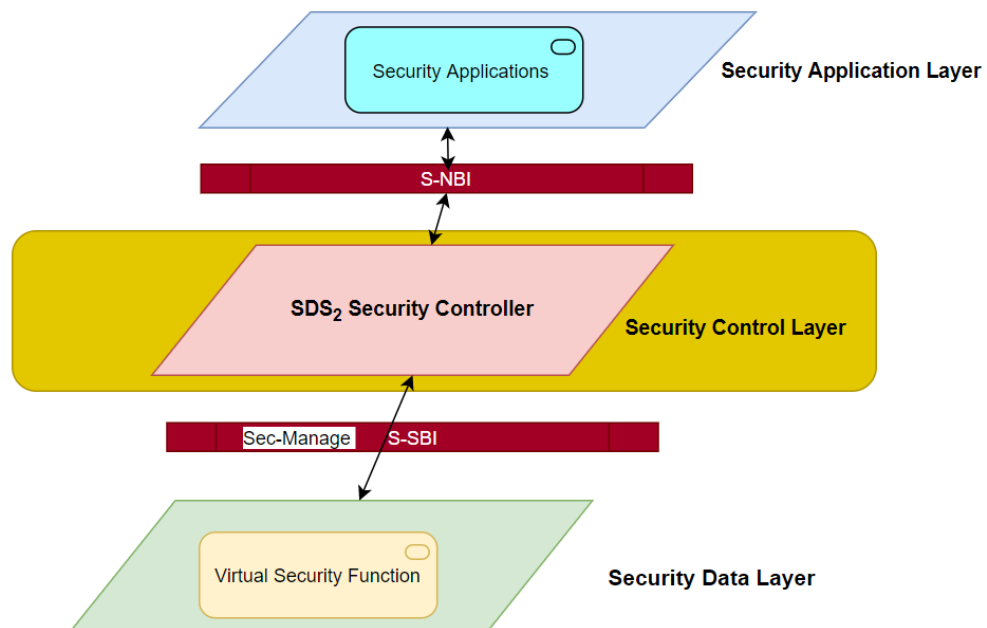 Security Applications
Security Application Layer
S-NBI
SDS₂ Security Controller
Security Control Layer
Sec-Manage S-SBI
Virtual Security Function
Security Data Layer